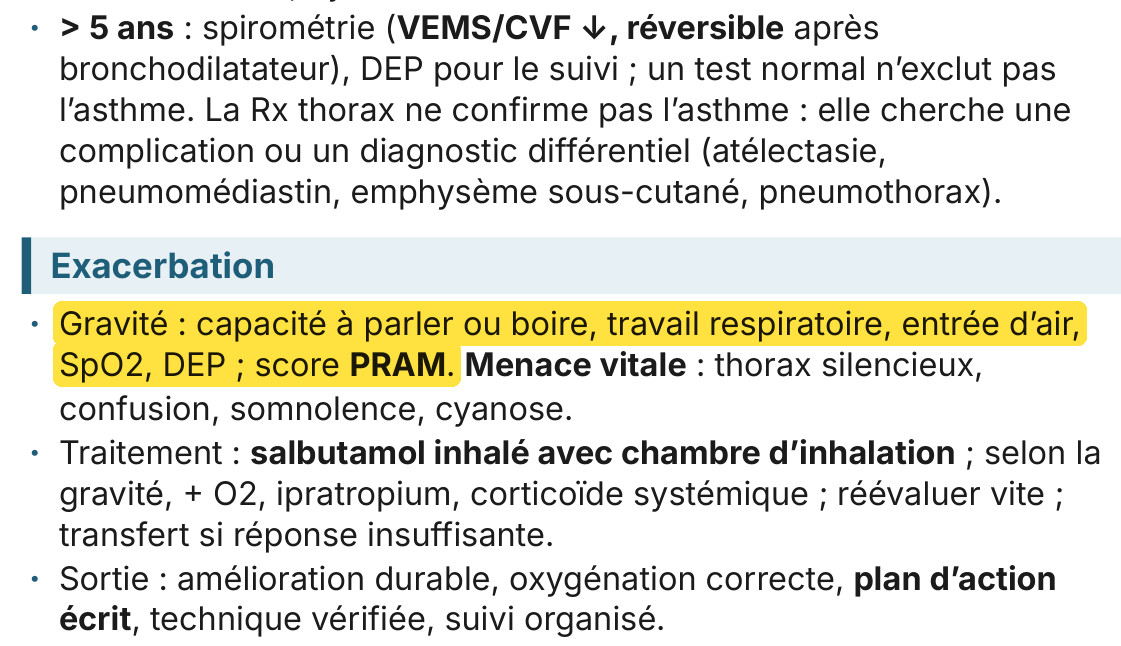 • > 5 ans : spirométrie (VEMS/CVF ↓, réversible après
bronchodilatateur), DEP pour le suivi ; un test normal n’exclut pas
l’asthme. La Rx thorax ne confirme pas l’asthme : elle cherche une
complication ou un diagnostic différentiel (atélectasie,
pneumomédiastin, emphysème sous-cutané, pneumothorax).
Exacerbation
• Gravité : capacité à parler ou boire, travail respiratoire, entrée d’air,
SpO2, DEP ; score PRAM. Menace vitale : thorax silencieux,
confusion, somnolence, cyanose.
• Traitement : salbutamol inhalé avec chambre d’inhalation ; selon la
gravité, + O2, ipratropium, corticoïde systémique ; réévaluer vite ;
transfert si réponse insuffisante.
• Sortie : amélioration durable, oxygénation correcte, plan d’action
écrit, technique vérifiée, suivi organisé.